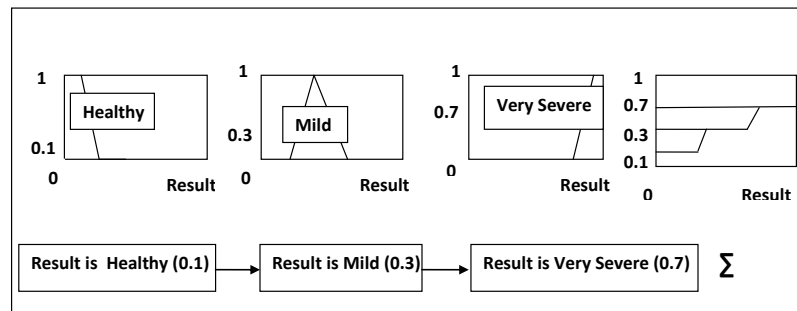 1
Healthy
0.1
0
Result
1
Mild
0.3
0
Result
1
0.7
Very Severe
0
Result
1
0.7
0.3
0.1
0
Result
Result is Healthy (0.1)
Result is Mild (0.3)
Result is Very Severe (0.7)
Σ